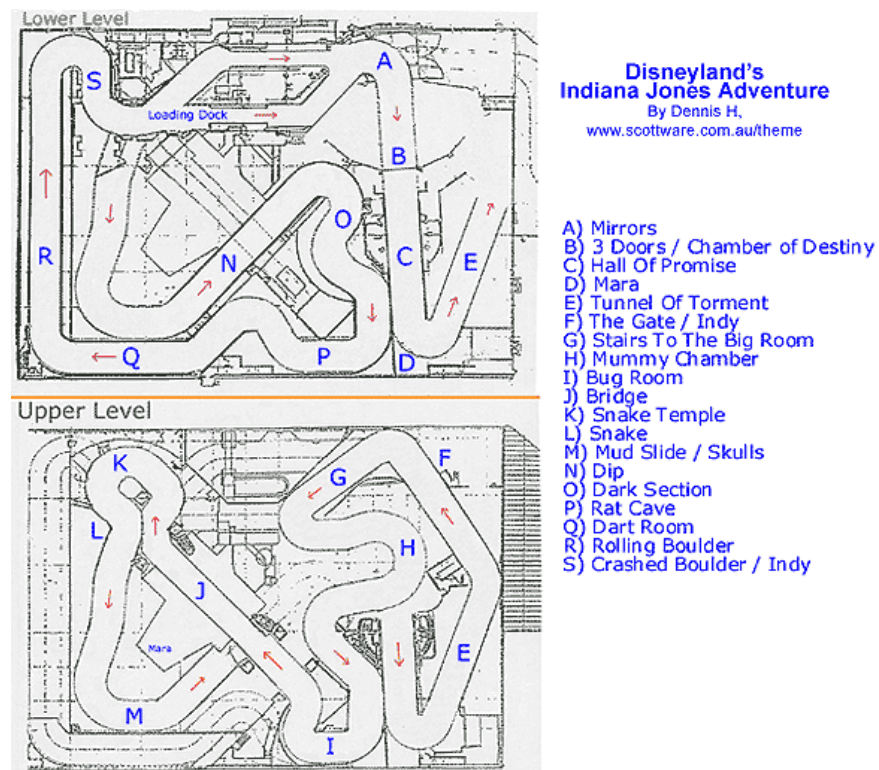 Lower Level
S
A
Loading Dock
B
O
R
N
C
E
Q
P
D
Upper Level
K
G
F
L
H
J
Mara
E
M
I
Disneyland's
Indiana Jones Adventure
By Dennis H,
www.scottware.com.au/theme
A) Mirrors
B) 3 Doors / Chamber of Destiny
C) Hall Of Promise
D) Mara
E) Tunnel Of Torment
F) The Gate / Indy
G) Stairs To The Big Room
H) Mummy Chamber
I) Bug Room
J) Bridge
K) Snake Temple
L) Snake
M) Mud Slide / Skulls
N) Dip
O) Dark Section
P) Rat Cave
Q) Dart Room
R) Rolling Boulder
S) Crashed Boulder / Indy